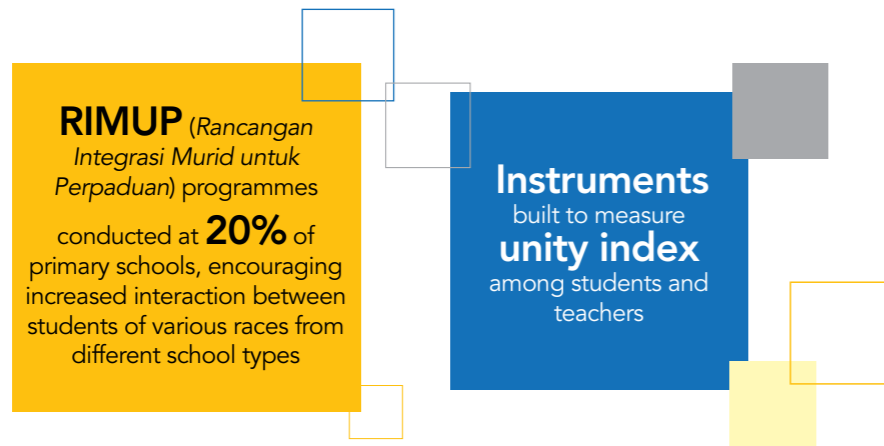 RIMUP (Rancangan
Integrasi Murid untuk
Perpaduan) programmes
conducted at 20% of
primary schools, encouraging
increased interaction between
students of various races from
different school types
Instruments
built to measure
unity index
among students and
teachers